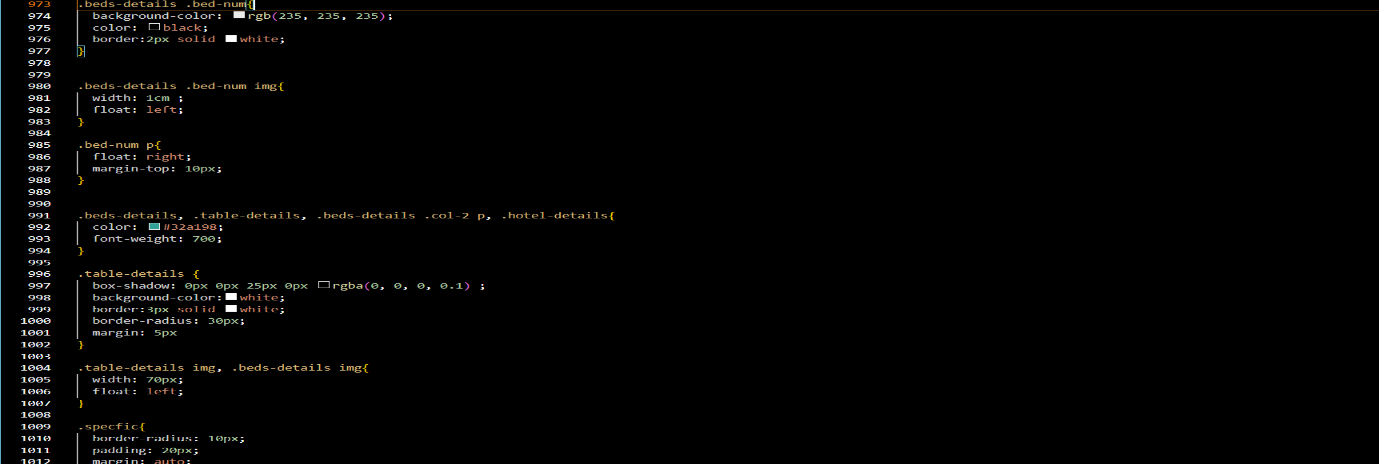 973 .beds-details .bed-num{
974 background-color: rgb(235, 235, 235);
975 color: black;
976 border:2px solid white;
977 }
978
979
980 .beds-details .bed-num img{
981 width: 1cm ;
982 float: left;
983 }
984
985 .bed-num p{
986 float: right;
987 margin-top: 10px;
988 }
989
990
991 .beds-details, .table-details, .beds-details .col-2 p, .hotel-details{
992 color: #32a198;
993 font-weight: 700;
994 }
995
996 .table-details {
997 box-shadow: 0px 0px 25px 0px rgba(0, 0, 0, 0.1) ;
998 background-color: white;
999 border:3px solid white;
1000 border-radius: 30px;
1001 margin: 5px
1002 }
1003
1004 .table-details img, .beds-details img{
1005 width: 70px;
1006 float: left;
1007 }
1008
1009 .specfic{
1010 border-radius: 10px;
1011 padding: 20px;
1012 margin: auto;